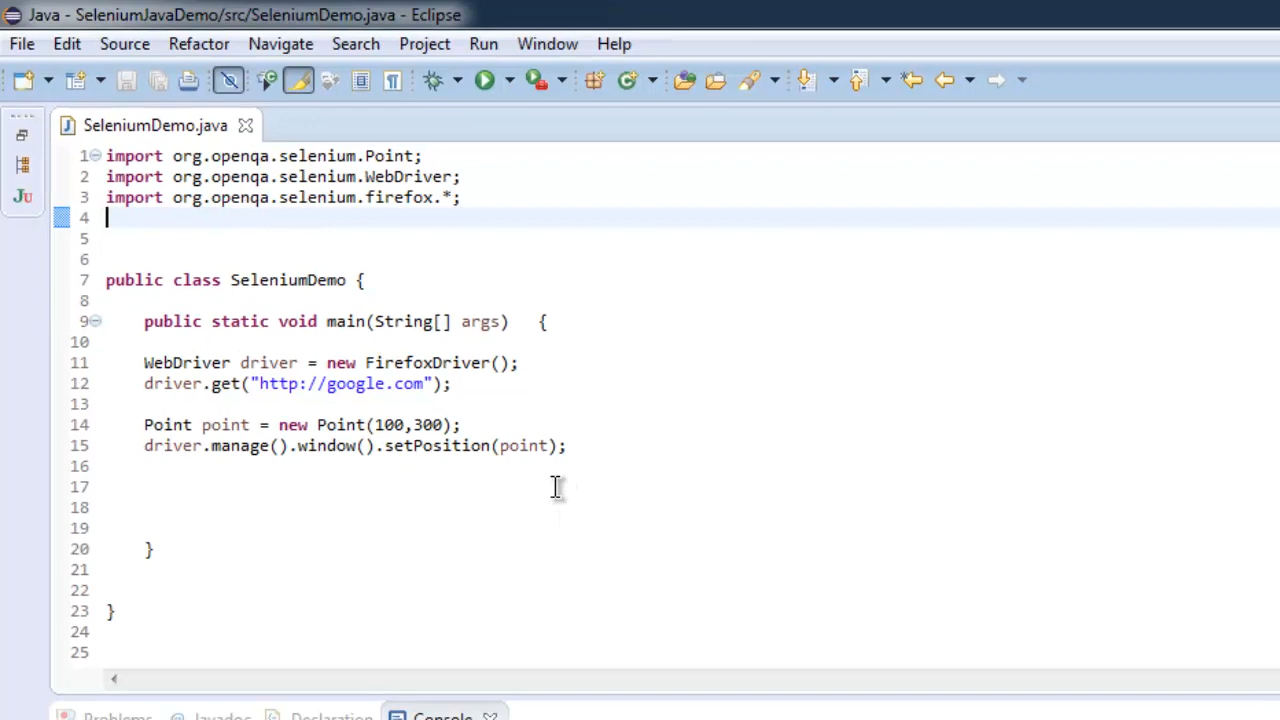 Java - SeleniumJavaDemo/src/SeleniumDemo.java - Eclipse
File Edit Source Refactor Navigate Search Project Run Window Help
SeleniumDemo.java
1 import org.openqa.selenium.Point;
2 import org.openqa.selenium.WebDriver;
3 import org.openqa.selenium.firefox.*;
4
5
6
7 public class SeleniumDemo {
8
9 public static void main(String[] args) {
10
11 WebDriver driver = new FirefoxDriver();
12 driver.get("http://google.com");
13
14 Point point = new Point(100,300);
15 driver.manage().window().setPosition(point);
16
17
18
19
20 }
21
22
23 }
24
25
Problems @ Javadoc Declaration Console